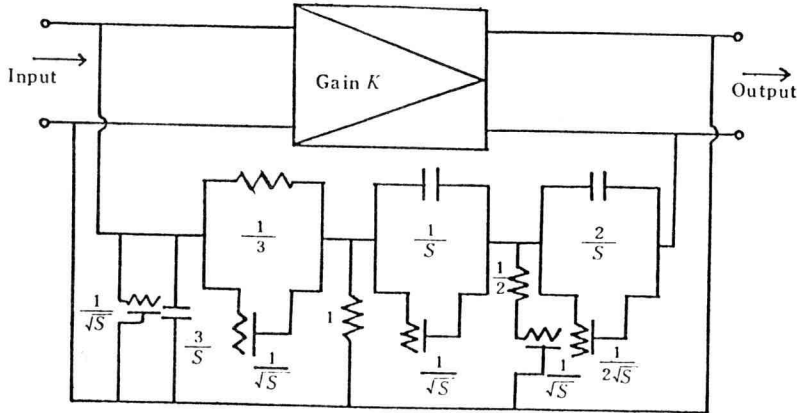 Input
Gain K
Output
1/3
1/S
2/S
1/√S
3/S
1/√S
1
1/√S
1/2
1/√S
1/2√S